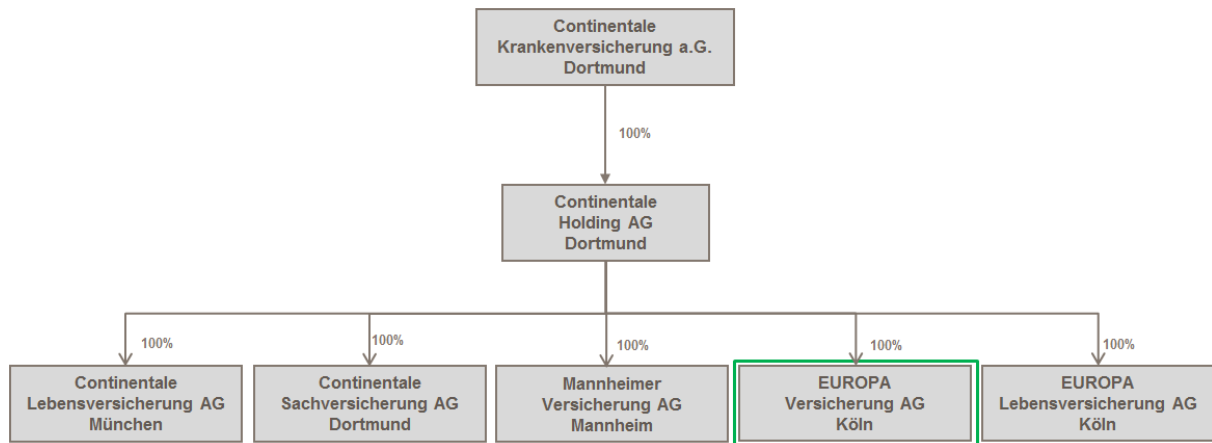 Continentale
Krankenversicherung a.G.
Dortmund
100%
Continentale
Holding AG
Dortmund
100%
100%
100%
100%
100%
Continentale
Lebensversicherung AG
München
Continentale
Sachversicherung AG
Dortmund
Mannheimer
Versicherung AG
Mannheim
EUROPA
Versicherung AG
Köln
EUROPA
Lebensversicherung AG
Köln